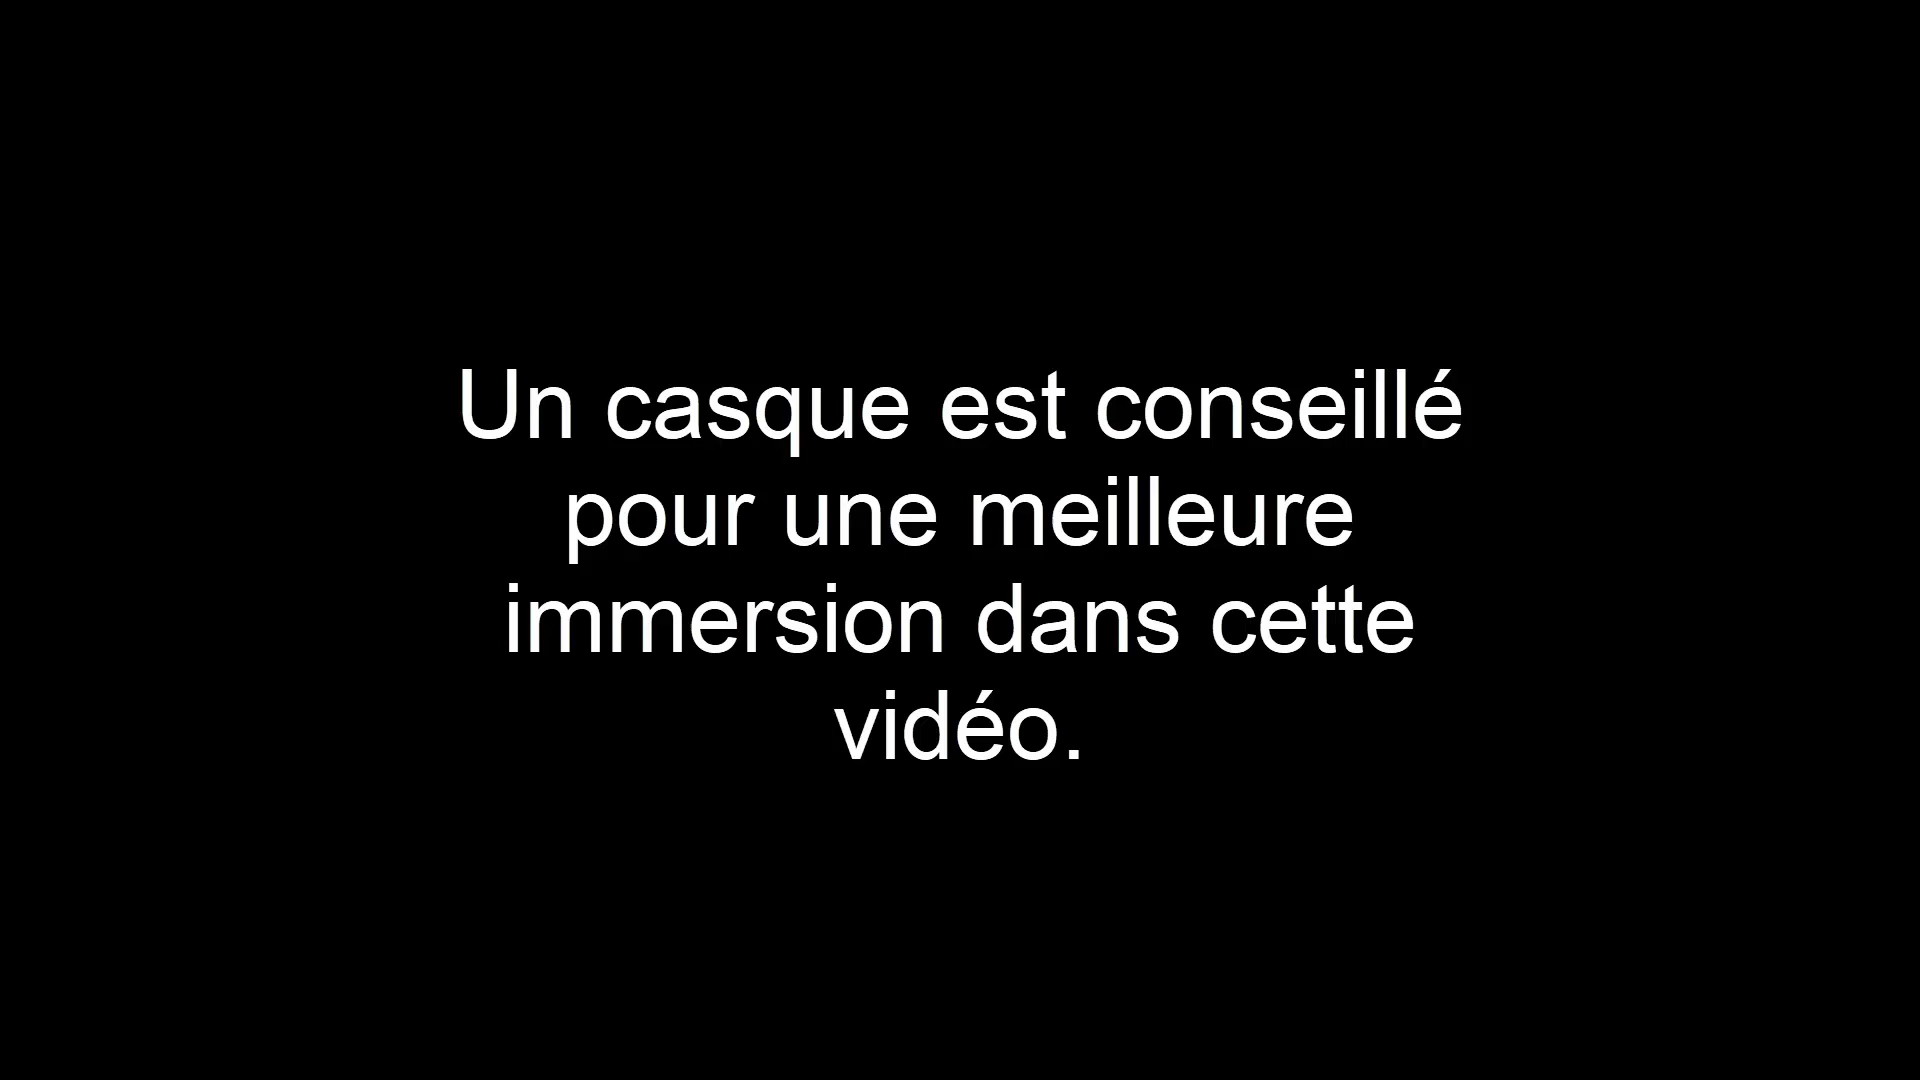 Un casque est conseillé
pour une meilleure
immersion dans cette
vidéo.